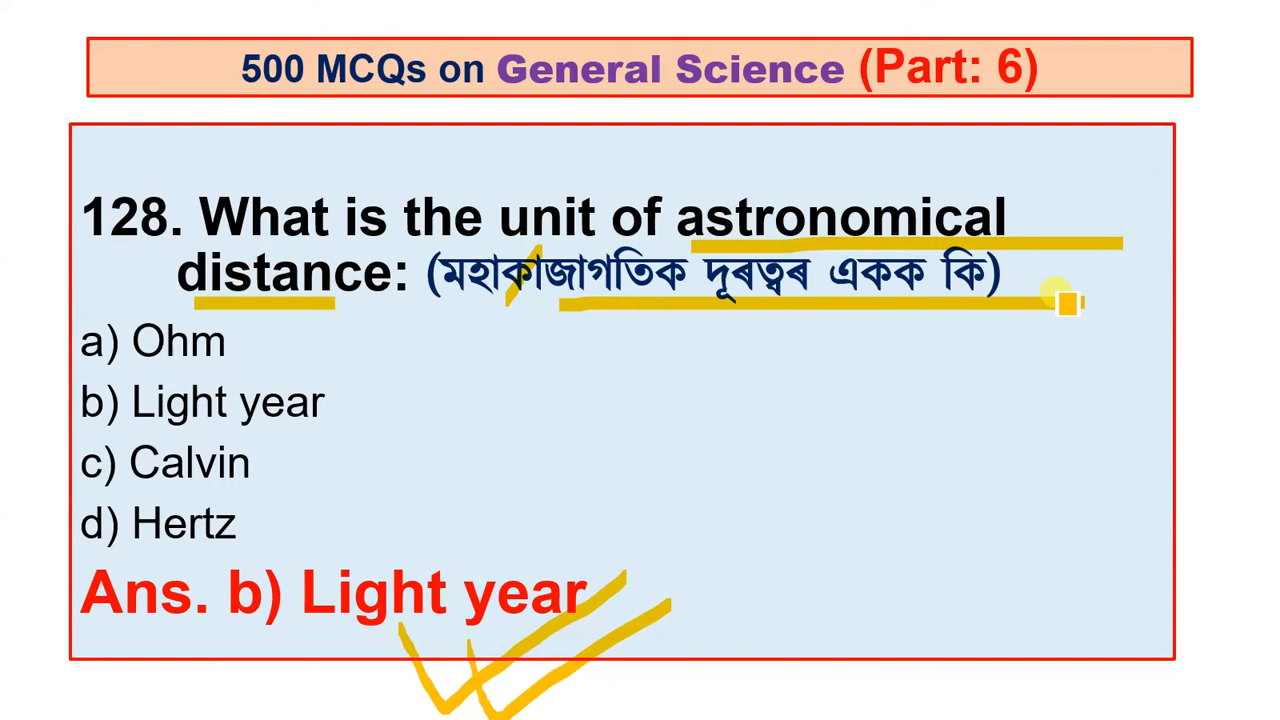 500 MCQs on General Science (Part: 6)
128. What is the unit of astronomical
distance: (মহাকাজাগতিক দূৰত্বৰ একক কি)
a) Ohm
b) Light year
c) Calvin
d) Hertz
Ans. b) Light year